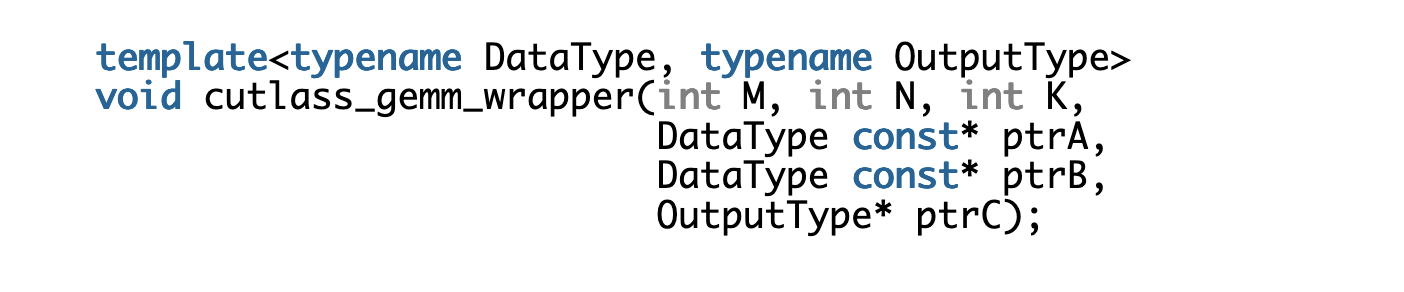 template<typename DataType, typename OutputType>
void cutlass_gemm_wrapper(int M, int N, int K,
DataType const* ptrA,
DataType const* ptrB,
OutputType* ptrC);